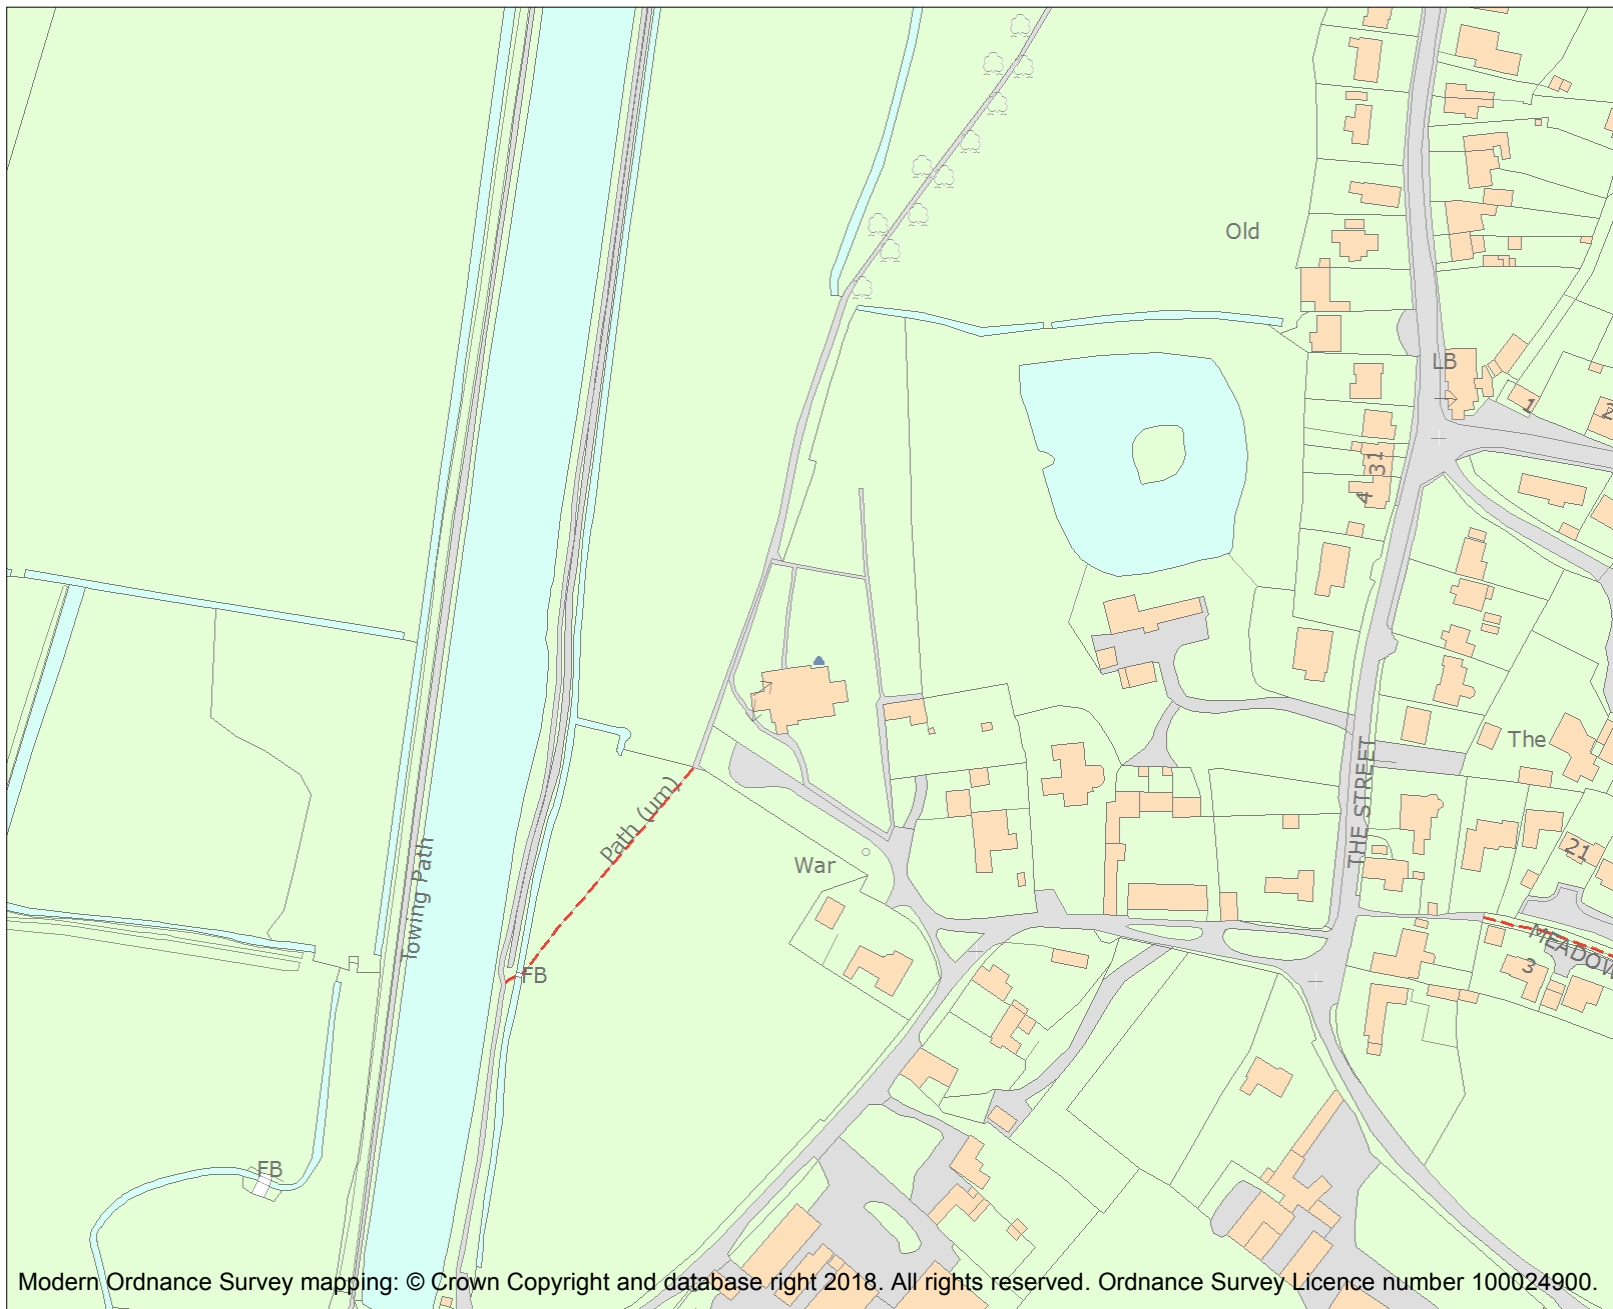 Old
LB
1
2
31
4
The
THE STREET
Path (um)
War
21
Towing Path
MEADOW
3
FB
FB
Modern Ordnance Survey mapping: © Crown Copyright and database right 2018. All rights reserved. Ordnance Survey Licence number 100024900.